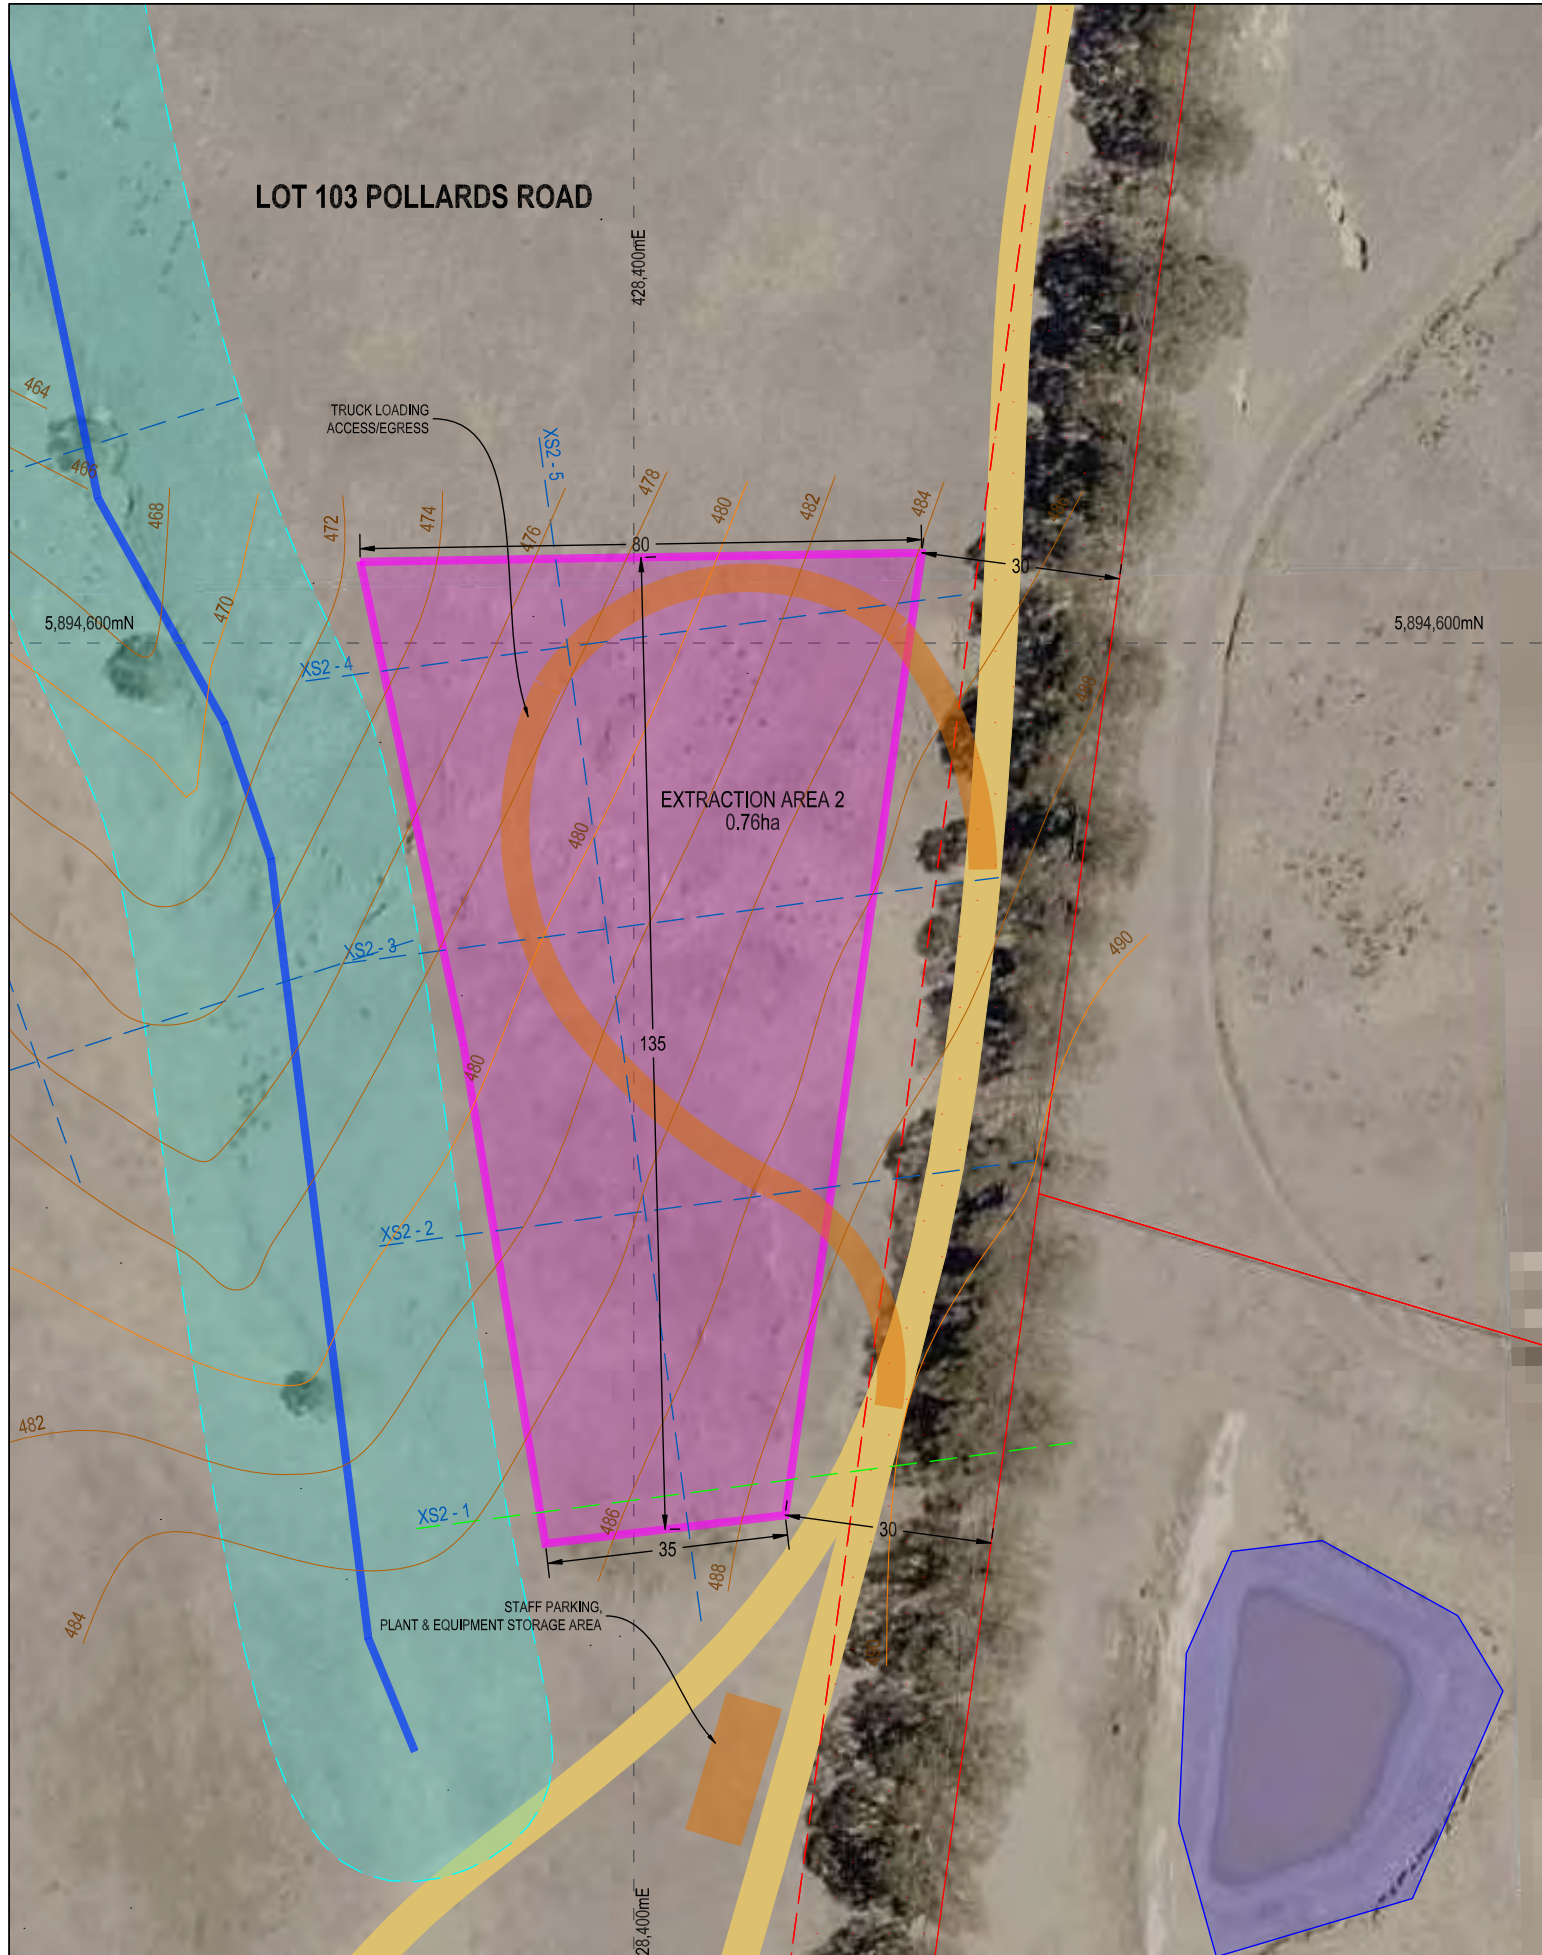 LOT 103 POLLARDS ROAD
428,400mE
464
TRUCK LOADING
ACCESS/EGRESS
XS2 - 5
466
468
472
474
476
478
480
482
484
486
80
30
470
5,894,600mN
5,894,600mN
XS2 - 4
488
EXTRACTION AREA 2
0.76ha
480
XS2 - 3
490
135
480
XS2 - 2
482
XS2 - 1
486
30
35
488
484
STAFF PARKING,
PLANT & EQUIPMENT STORAGE AREA
490
28,400mE